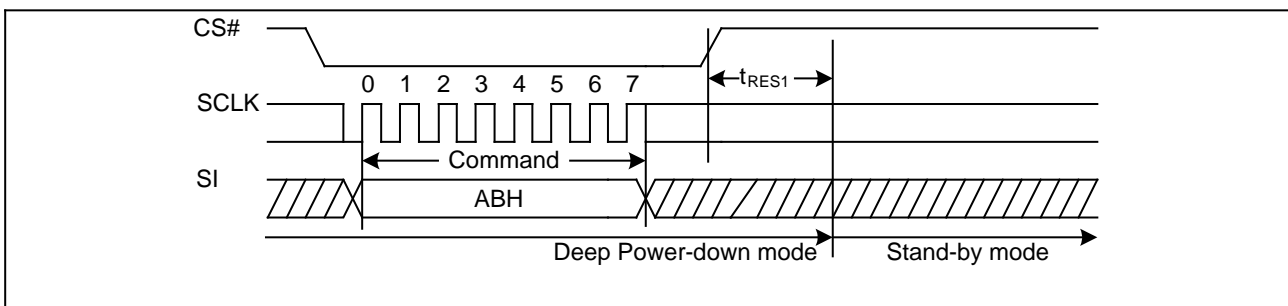 CS#
tRES1
0 1 2 3 4 5 6 7
SCLK
Command
SI
ABH
Deep Power-down mode Stand-by mode